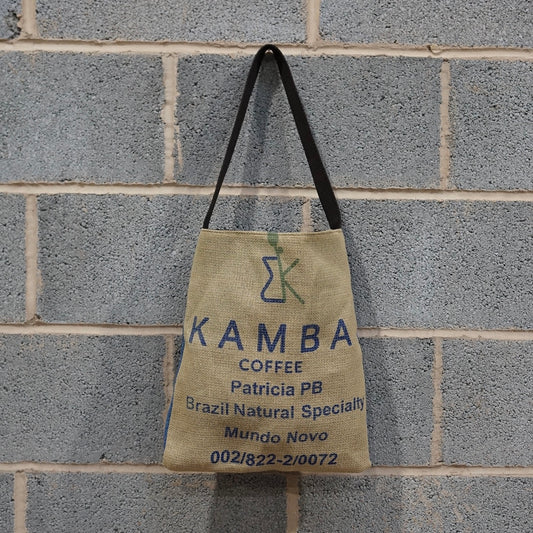 KAMBA
COFFEE
Patricia PB
Brazil Natural Specialty
Mundo Novo
002/822-2/0072